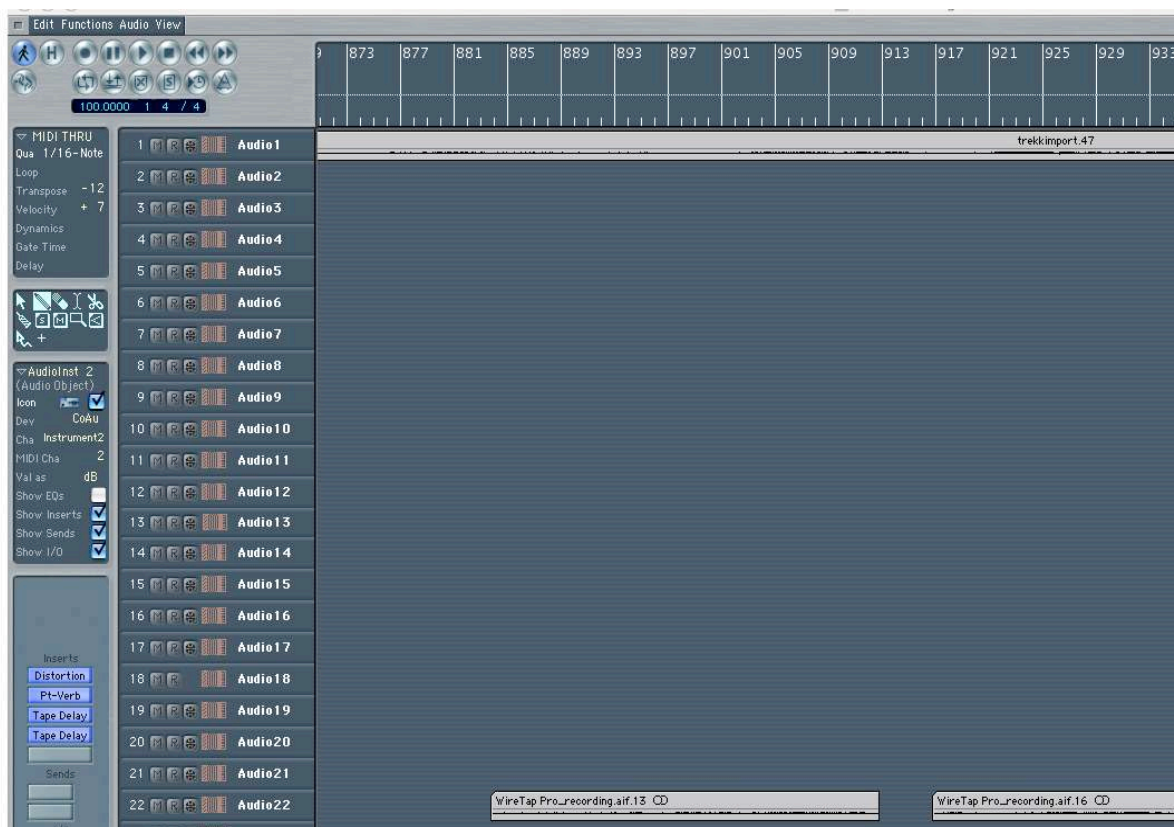 Edit Functions Audio View
873 877 881 885 889 893 897 901 905 909 913 917 921 925 929 933
100.0000 1 4 / 4
MIDI THRU
Qua 1/16-Note
Loop
Transpose -12
Velocity + 7
Dynamics
Gate Time
Delay
AudioInst 2
(Audio Object)
Icon
Dev CoAu
Cha Instrument2
MIDI Cha 2
Val as dB
Show EQs
Show Inserts
Show Sends
Show I/O
Inserts
Distortion
Pt-Verb
Tape Delay
Tape Delay
Sends
1 M R Audio1
2 M R Audio2
3 M R Audio3
4 M R Audio4
5 M R Audio5
6 M R Audio6
7 M R Audio7
8 M R Audio8
9 M R Audio9
10 M R Audio10
11 M R Audio11
12 M R Audio12
13 M R Audio13
14 M R Audio14
15 M R Audio15
16 M R Audio16
17 M R Audio17
18 M R Audio18
19 M R Audio19
20 M R Audio20
21 M R Audio21
22 M R Audio22
trekkimport.47
WireTap Pro_recording.aif.13
WireTap Pro_recording.aif.16